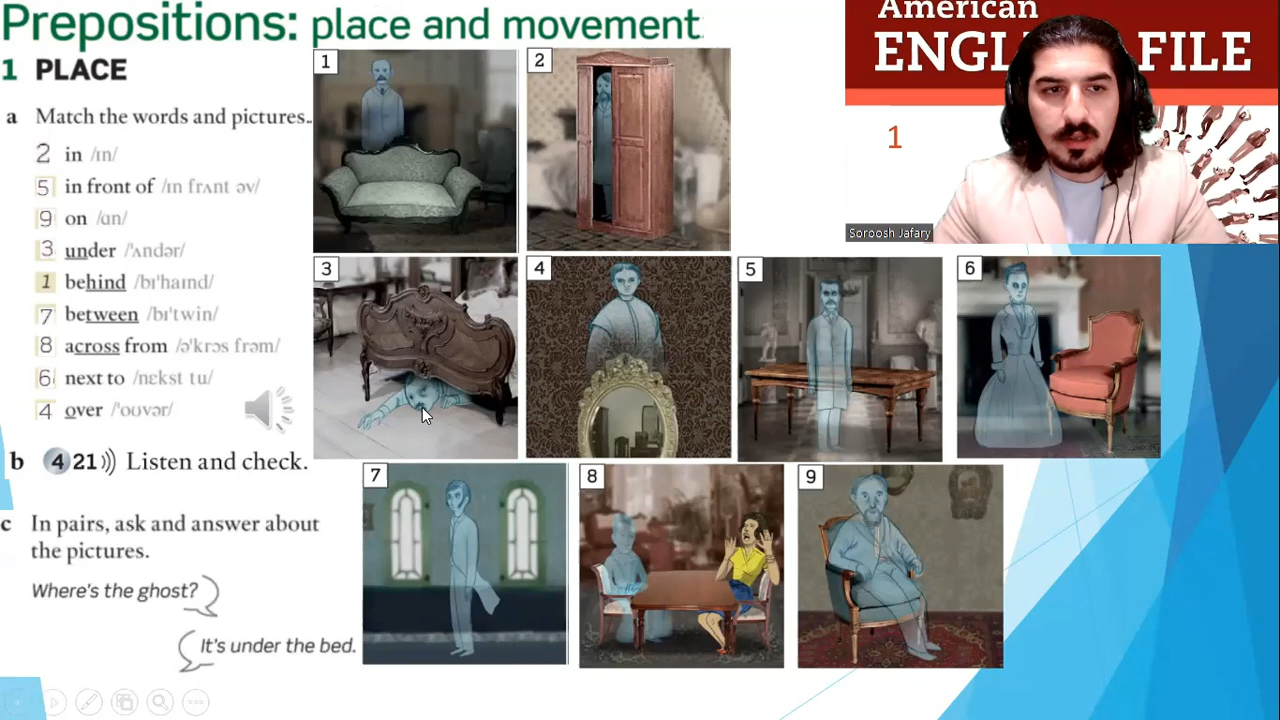 Prepositions: place and movement
1 PLACE
a Match the words and pictures.
2 in /ɪn/
5 in front of /ɪn frʌnt əv/
9 on /ɑn/
3 under /ˈʌndər/
1 behind /bɪˈhaɪnd/
7 between /bɪˈtwin/
8 across from /əˈkrɔs frəm/
6 next to /nɛkst tu/
4 over /ˈoʊvər/
b 4 21))) Listen and check.
c In pairs, ask and answer about
the pictures.
Where's the ghost?
It's under the bed.
1
2
3
4
5
6
7
8
9
American
ENGL FILE
1
Soroosh Jafary